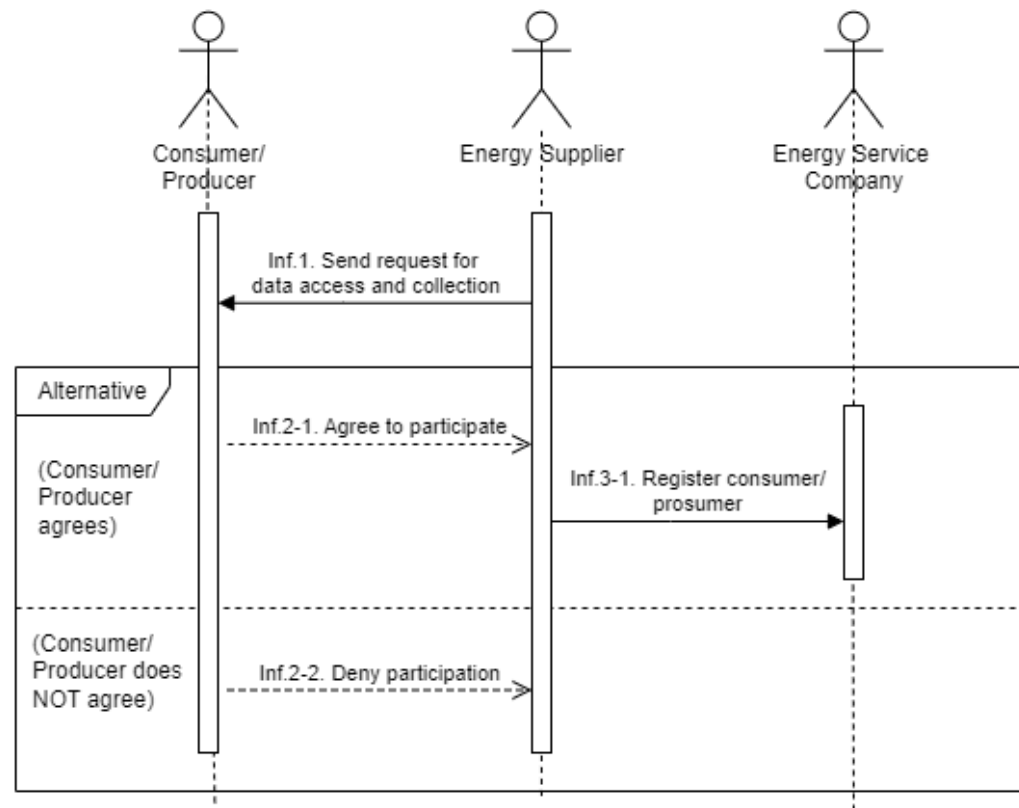 Consumer/
Producer
Energy Supplier
Energy Service
Company
Inf.1. Send request for
data access and collection
Alternative
Inf.2-1. Agree to participate
(Consumer/
Producer
agrees)
Inf.3-1. Register consumer/
prosumer
(Consumer/
Producer does
NOT agree)
Inf.2-2. Deny participation